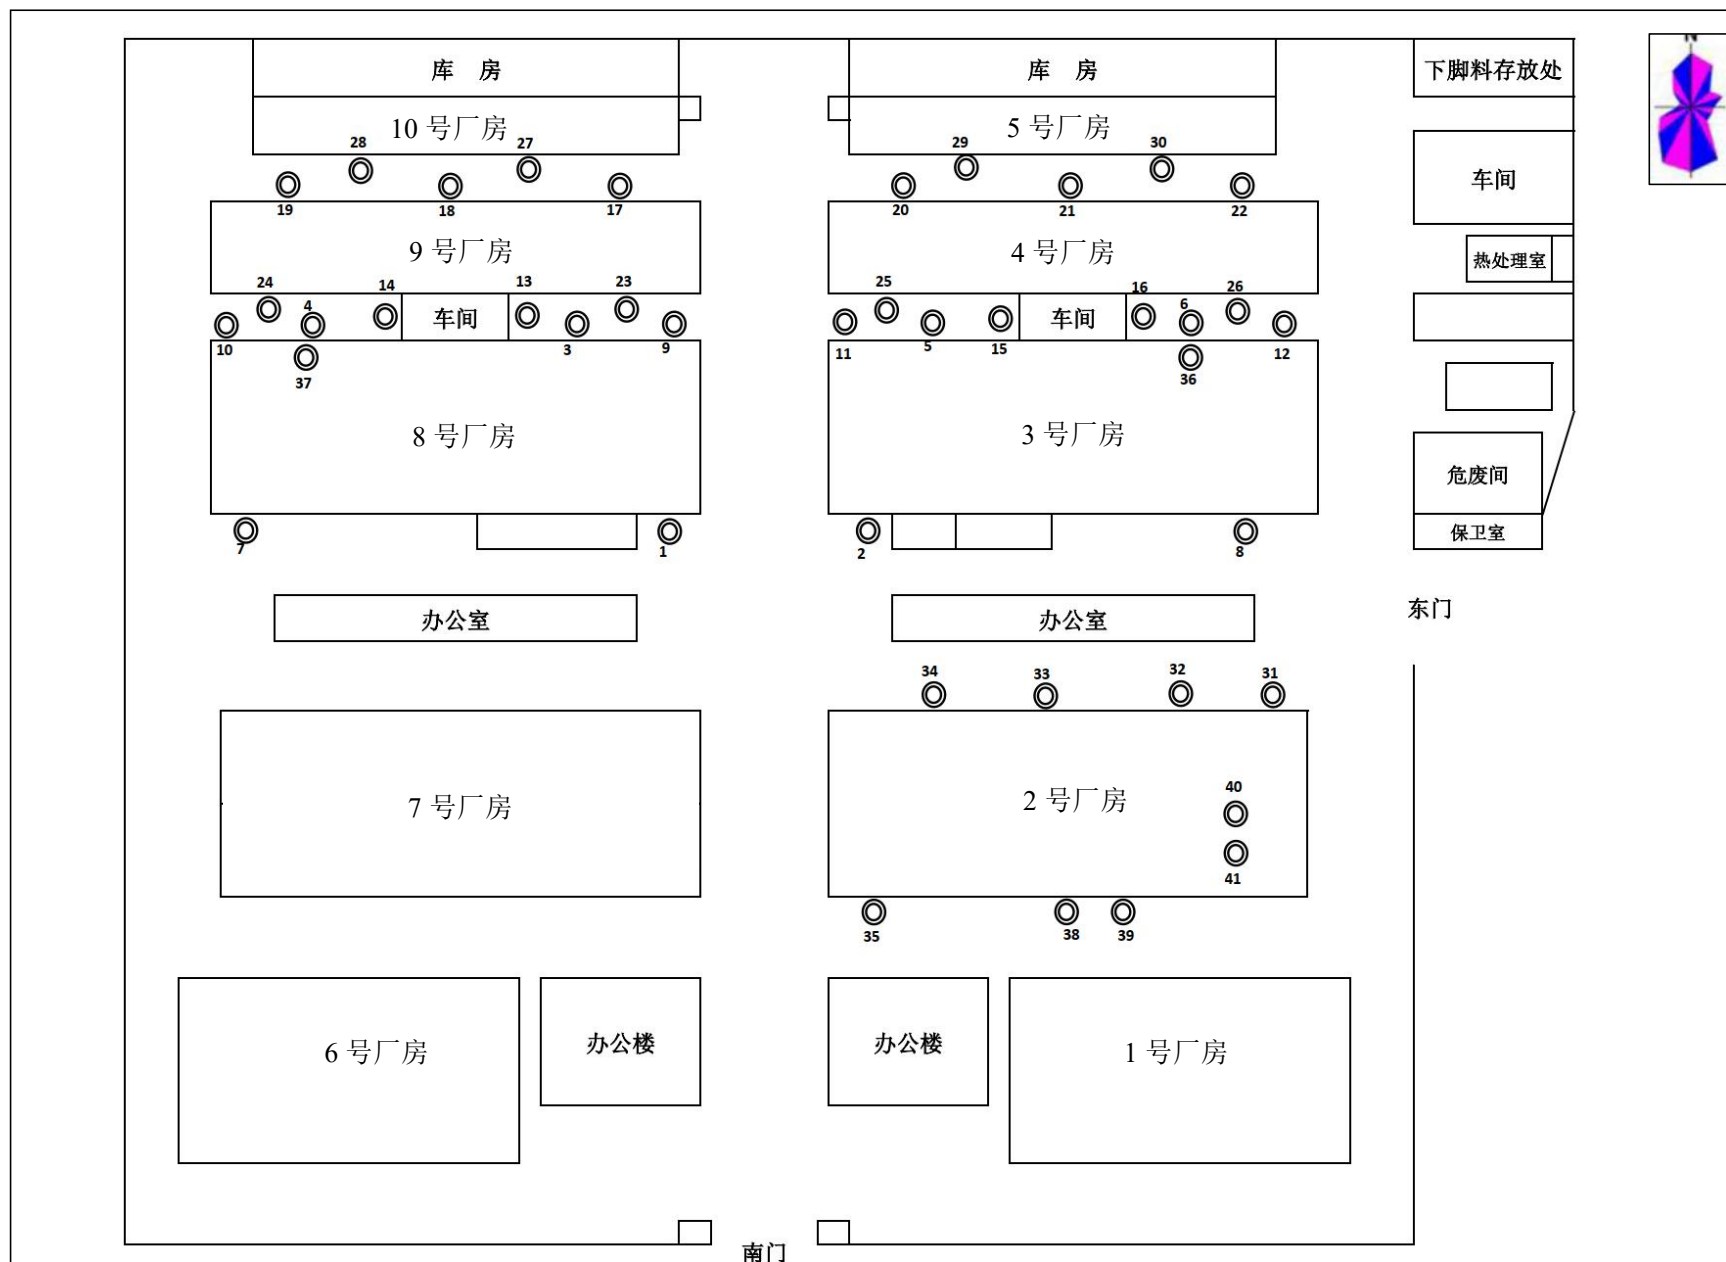 N
库 房
库 房
下脚料存放处
10 号厂房
5 号厂房
28
27
29
30
车间
19
18
17
20
21
22
9 号厂房
4 号厂房
热处理室
24
4
14
13
23
25
16
6
26
车间
车间
10
3
9
11
5
15
12
37
36
8 号厂房
3 号厂房
危废间
保卫室
7
1
2
8
办公室
办公室
东门
34
33
32
31
7 号厂房
2 号厂房
40
41
35
38
39
6 号厂房
办公楼
办公楼
1 号厂房
南门